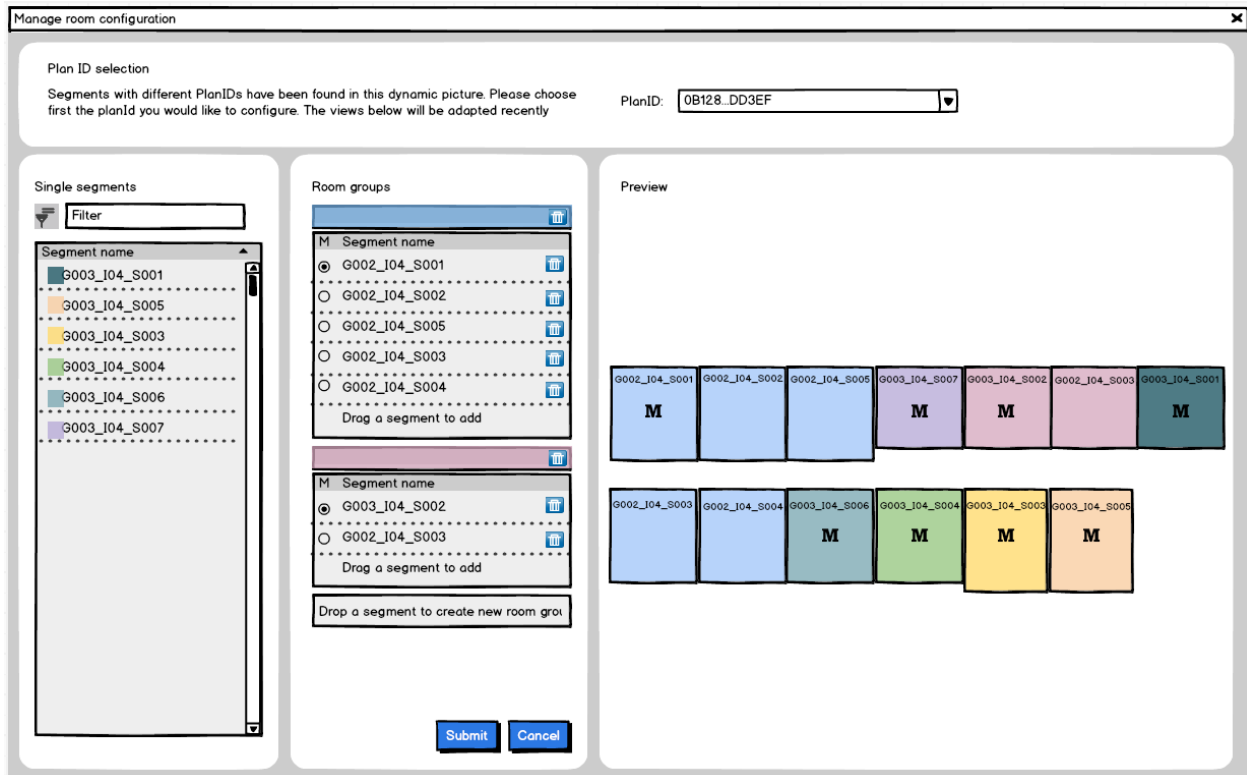 Manage room configuration
Plan ID selection
Segments with different PlanIDs have been found in this dynamic picture. Please choose
first the planId you would like to configure. The views below will be adapted recently
PlanID:
0B128...DD3EF
Single segments
Filter
Segment name
G003_I04_S001
G003_I04_S005
G003_I04_S003
G003_I04_S004
G003_I04_S006
G003_I04_S007
Room groups
M Segment name
G002_I04_S001
G002_I04_S002
G002_I04_S005
G002_I04_S003
G002_I04_S004
Drag a segment to add
M Segment name
G003_I04_S002
G002_I04_S003
Drag a segment to add
Drop a segment to create new room grou
Submit Cancel
Preview
G002_I04_S001 G002_I04_S002 G002_I04_S005 G003_I04_S007 G003_I04_S002 G002_I04_S003 G003_I04_S001
M M M M
G002_I04_S003 G002_I04_S004 G003_I04_S006 G003_I04_S004 G003_I04_S003 G003_I04_S005
M M M M